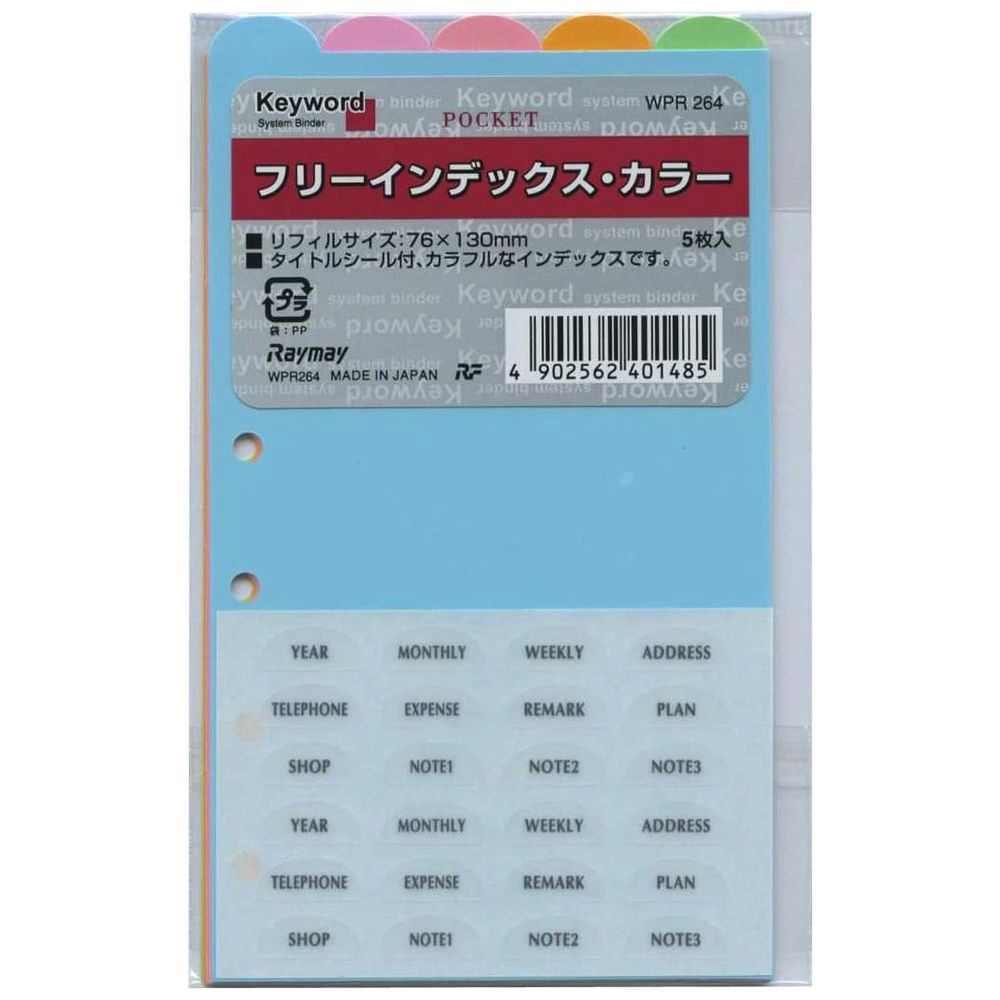 Keyword
System Binder
POCKET
WPR 264
フリーインデックス・カラー
■ リフィルサイズ：76×130mm
5枚入
■ タイトルシール付、カラフルなインデックスです。
プラ
袋：PP
Raymay
WPR264 MADE IN JAPAN RF
4 902562 401485
YEAR MONTHLY WEEKLY ADDRESS
TELEPHONE EXPENSE REMARK PLAN
SHOP NOTE1 NOTE2 NOTE3
YEAR MONTHLY WEEKLY ADDRESS
TELEPHONE EXPENSE REMARK PLAN
SHOP NOTE1 NOTE2 NOTE3